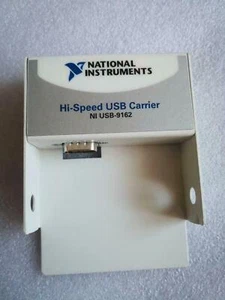 NATIONAL
INSTRUMENTS
Hi-Speed USB Carrier
NI USB-9162